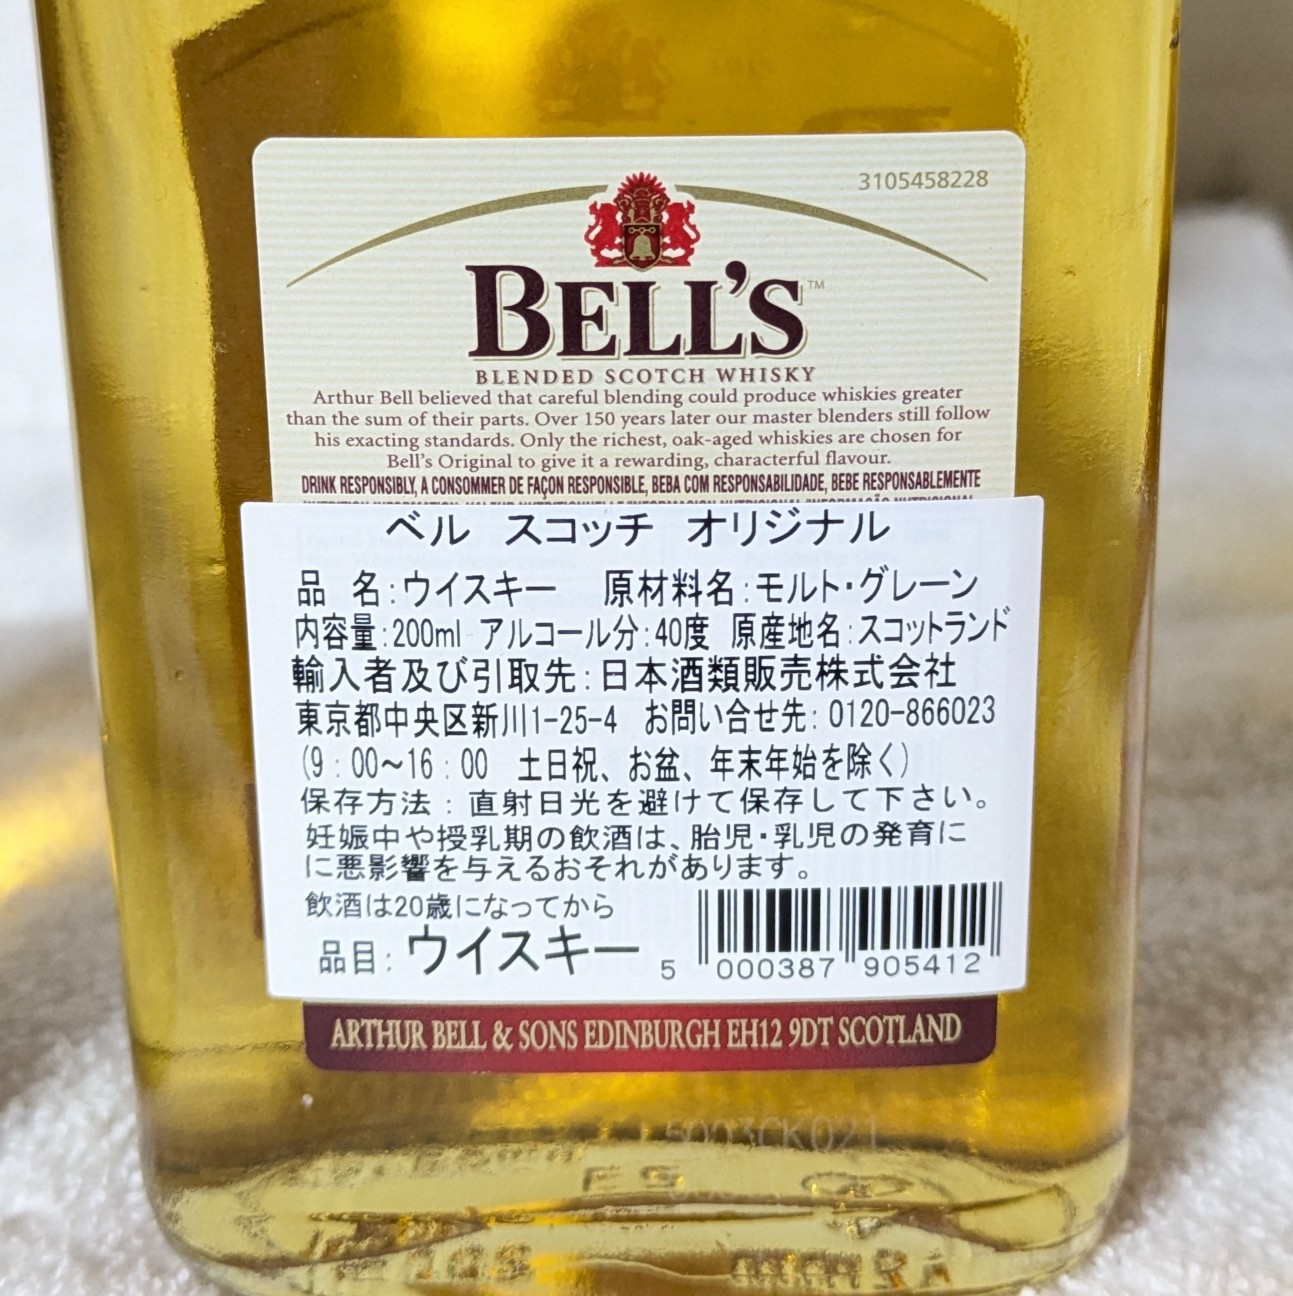 3105458228
BELL'S™
BLENDED SCOTCH WHISKY
Arthur Bell believed that careful blending could produce whiskies greater
than the sum of their parts. Over 150 years later our master blenders still follow
his exacting standards. Only the richest, oak-aged whiskies are chosen for
Bell's Original to give it a rewarding, characterful flavour.
DRINK RESPONSIBLY, A CONSOMMER DE FAÇON RESPONSIBLE, BEBA COM RESPONSABILIDADE, BEBE RESPONSABLEMENTE
ベル スコッチ オリジナル
品 名:ウイスキー 原材料名:モルト・グレーン
内容量:200ml アルコール分:40度 原産地名:スコットランド
輸入者及び引取先:日本酒類販売株式会社
東京都中央区新川1-25-4 お問い合せ先:0120-866023
(9:00～16:00 土日祝、お盆、年末年始を除く)
保存方法:直射日光を避けて保存して下さい。
妊娠中や授乳期の飲酒は、胎児・乳児の発育に
に悪影響を与えるおそれがあります。
飲酒は20歳になってから
品目:ウイスキー
5 000387 905412
ARTHUR BELL & SONS EDINBURGH EH12 9DT SCOTLAND